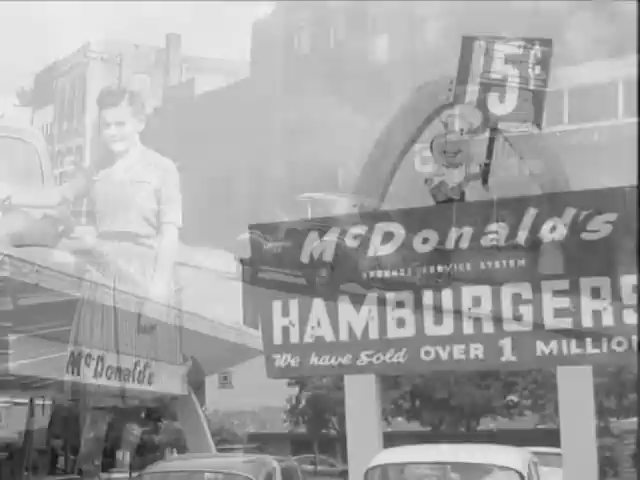 15¢
McDonald's
SPEEDEE SERVICE SYSTEM
HAMBURGERS
We have Sold OVER 1 MILLION
McDonald's